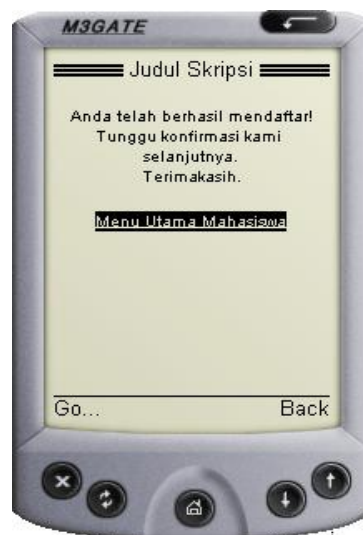 M3GATE
Judul Skripsi
Anda telah berhasil mendaftar!
Tunggu konfirmasi kami
selanjutnya.
Terimakasih.
Menu Utama Mahasiswa
Go...
Back